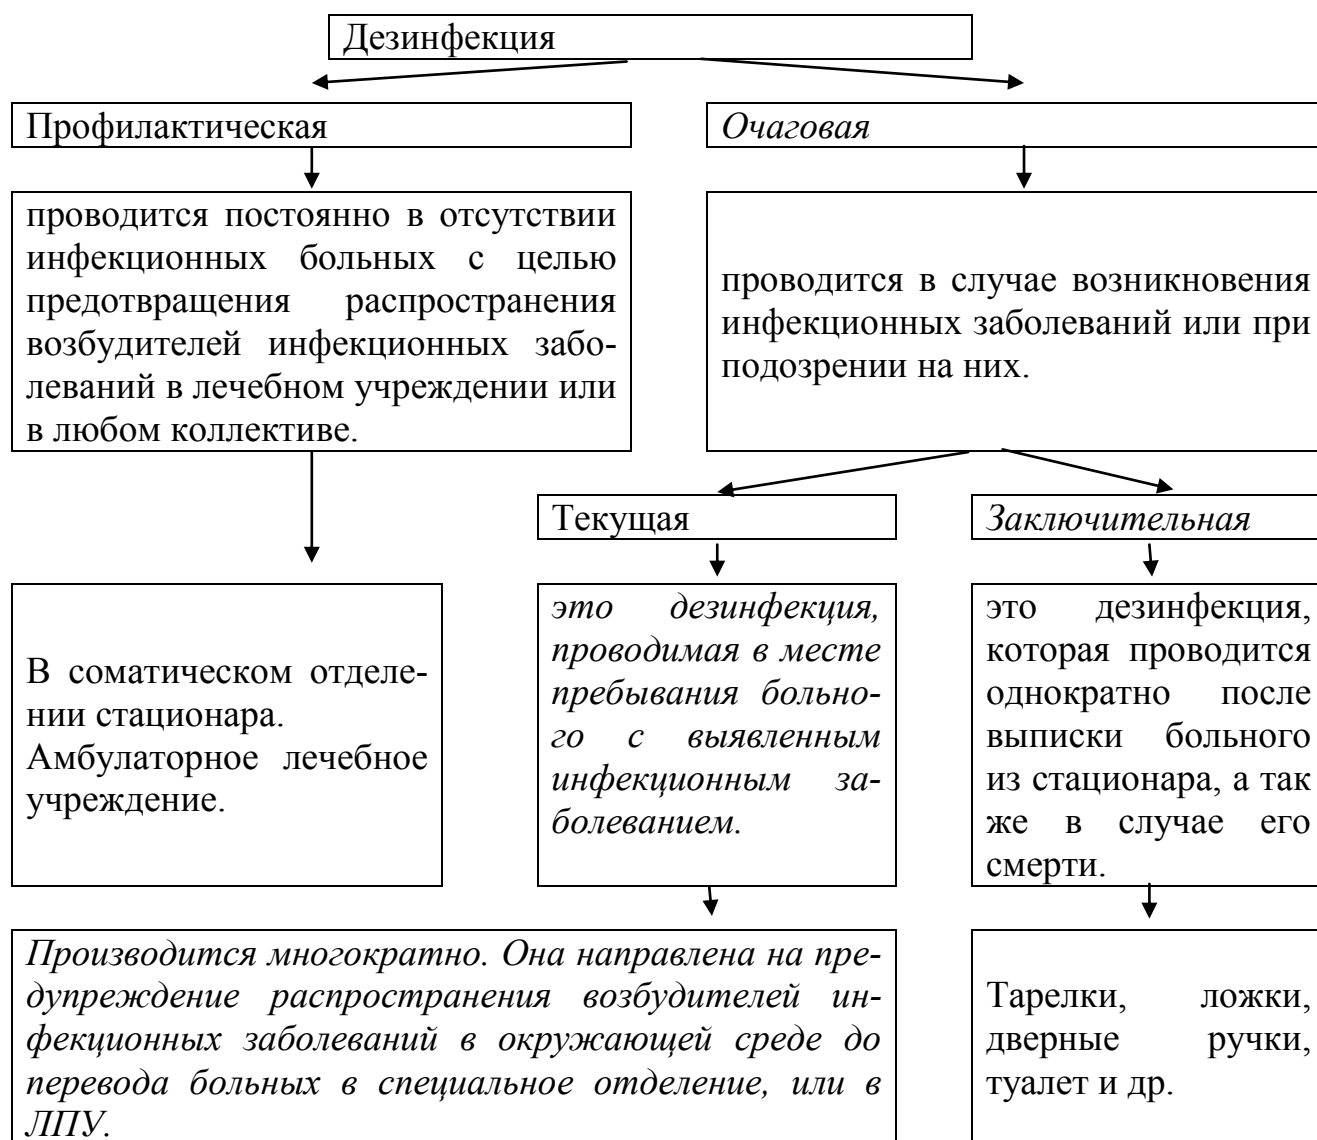 Дезинфекция
Профилактическая
Очаговая
проводится постоянно в отсутствии
инфекционных больных с целью
предотвращения распространения
возбудителей инфекционных забо-
леваний в лечебном учреждении или
в любом коллективе.
проводится в случае возникновения
инфекционных заболеваний или при
подозрении на них.
Текущая
Заключительная
В соматическом отделе-
нии стационара.
Амбулаторное лечебное
учреждение.
это дезинфекция,
проводимая в месте
пребывания больно-
го с выявленным
инфекционным за-
болеванием.
это дезинфекция,
которая проводится
однократно после
выписки больного
из стационара, а так
же в случае его
смерти.
Производится многократно. Она направлена на пре-
дупреждение распространения возбудителей ин-
фекционных заболеваний в окружающей среде до
перевода больных в специальное отделение, или в
ЛПУ.
Тарелки, ложки,
дверные ручки,
туалет и др.